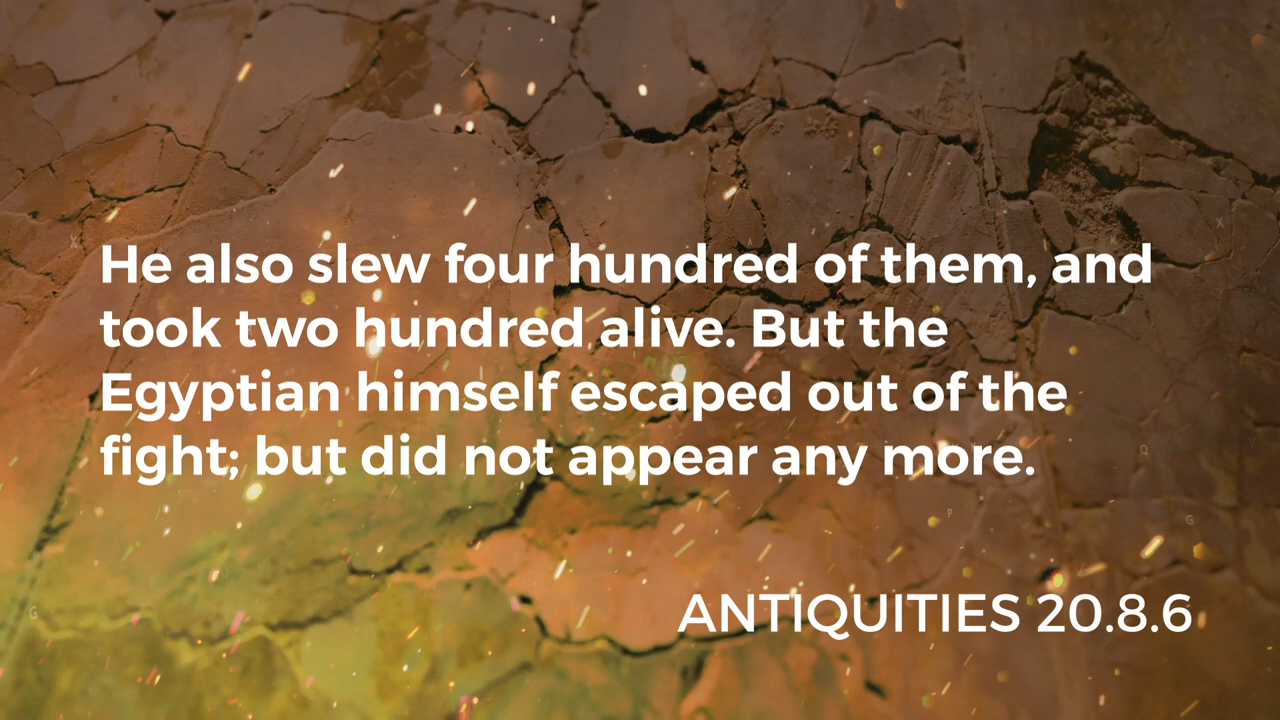 He also slew four hundred of them, and
took two hundred alive. But the
Egyptian himself escaped out of the
fight; but did not appear any more.
ANTIQUITIES 20.8.6